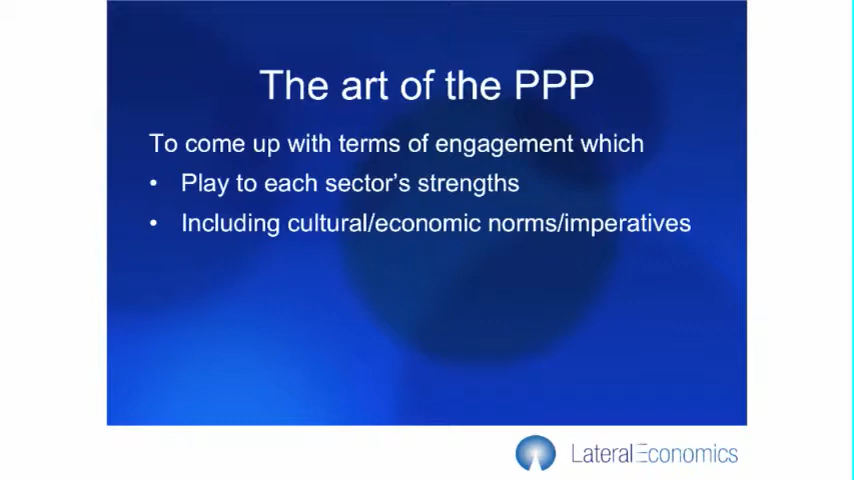 The art of the PPP
To come up with terms of engagement which
• Play to each sector's strengths
• Including cultural/economic norms/imperatives
LateralEconomics